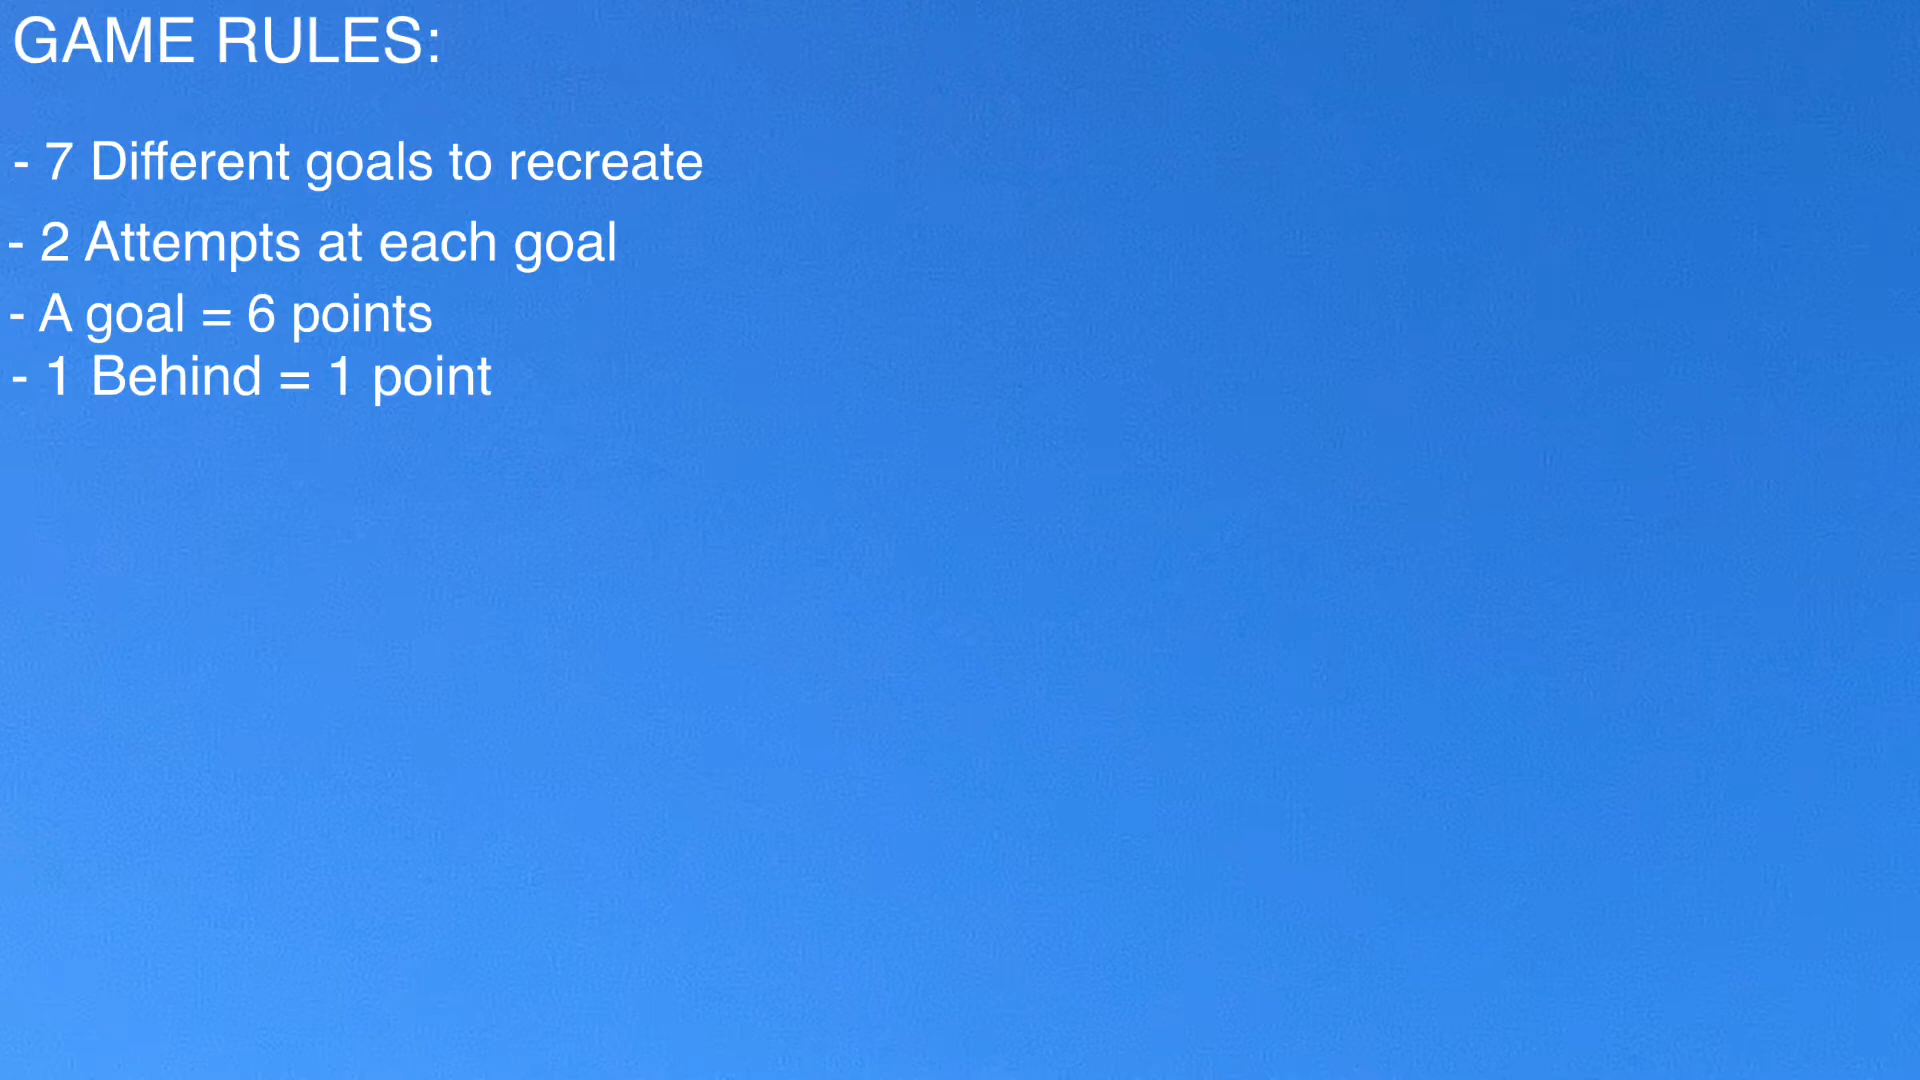 GAME RULES:
- 7 Different goals to recreate
- 2 Attempts at each goal
- A goal = 6 points
- 1 Behind = 1 point